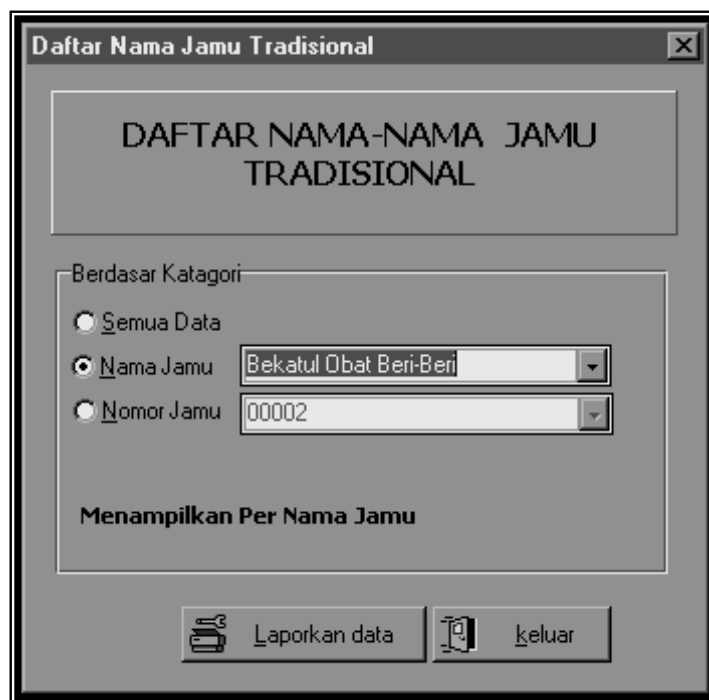 Daftar Nama Jamu Tradisional
DAFTAR NAMA-NAMA JAMU
TRADISIONAL
Berdasar Katagori
Semua Data
Nama Jamu Bekatul Obat Beri-Beri
Nomor Jamu 00002
Menampilkan Per Nama Jamu
Laporkan data keluar